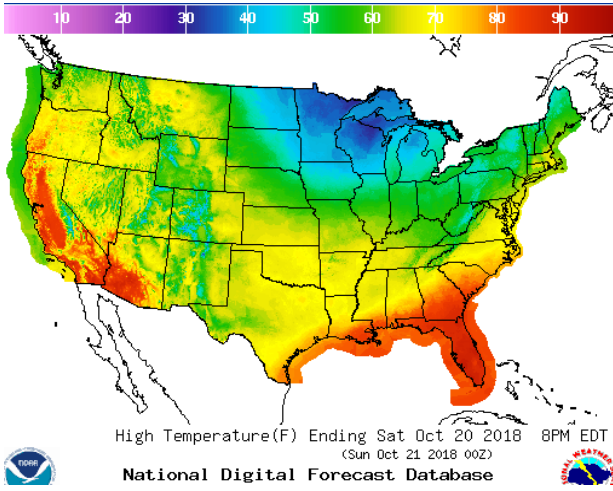 10 20 30 40 50 60 70 80 90
High Temperature(F) Ending Sat Oct 20 2018 8PM EDT
(Sun Oct 21 2018 00Z)
National Digital Forecast Database
NOAA